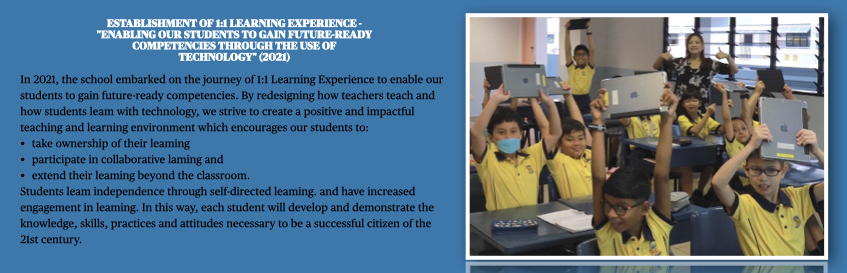 ESTABLISHMENT OF 1:1 LEARNING EXPERIENCE -
"ENABLING OUR STUDENTS TO GAIN FUTURE-READY
COMPETENCIES THROUGH THE USE OF
TECHNOLOGY" (2021)
In 2021, the school embarked on the journey of 1:1 Learning Experience to enable our
students to gain future-ready competencies. By redesigning how teachers teach and
how students leam with technology, we strive to create a positive and impactful
teaching and learning environment which encourages our students to:
• take ownership of their leaming
• participate in collaborative laming and
• extend their leaming beyond the classroom.
Students leam independence through self-directed leaming. and have increased
engagement in learning. In this way, each student will develop and demonstrate the
knowledge, skills, practices and attitudes necessary to be a successful citizen of the
21st century.